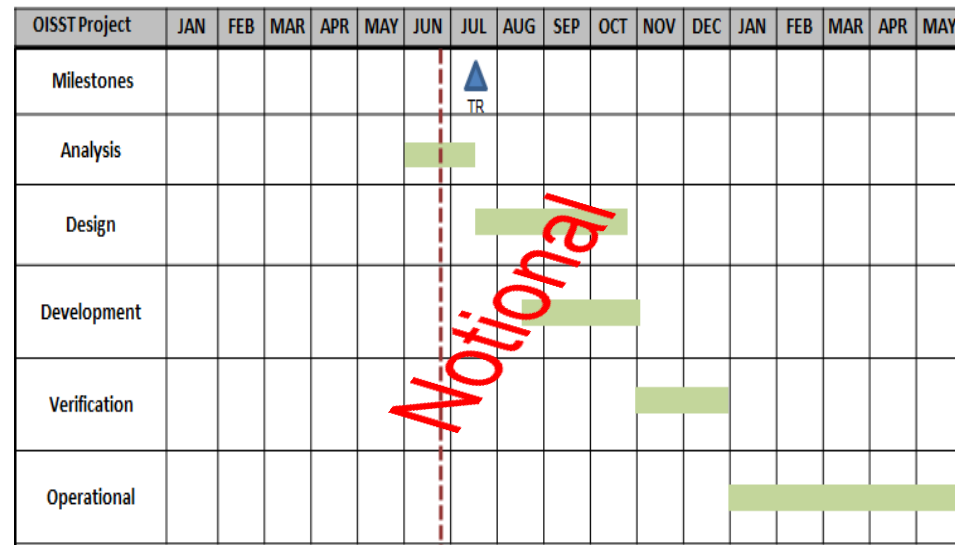 OISST Project JAN FEB MAR APR MAY JUN JUL AUG SEP OCT NOV DEC JAN FEB MAR APR MAY
Milestones
TR
Analysis
Design
Development
Verification
Operational
Notional